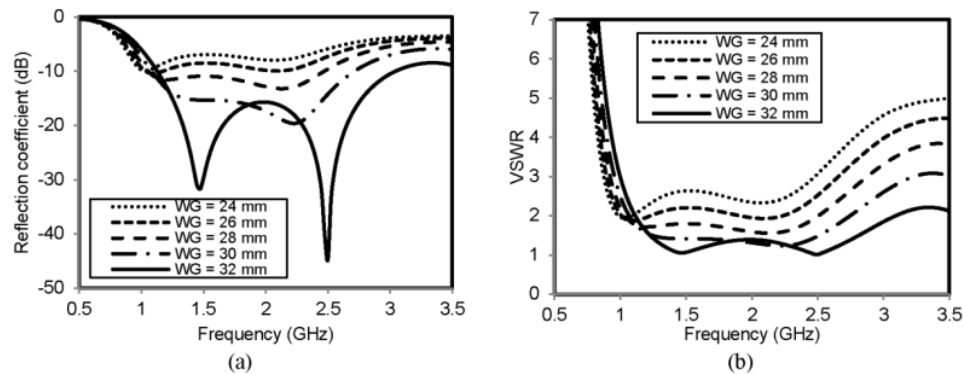 0
-10
-20
-30
-40
-50
Reflection coefficient (dB)
WG = 24 mm
WG = 26 mm
WG = 28 mm
WG = 30 mm
WG = 32 mm
0.5 1 1.5 2 2.5 3 3.5
Frequency (GHz)
(a)
7
6
5
4
3
2
1
0
VSWR
WG = 24 mm
WG = 26 mm
WG = 28 mm
WG = 30 mm
WG = 32 mm
0.5 1 1.5 2 2.5 3 3.5
Frequency (GHz)
(b)